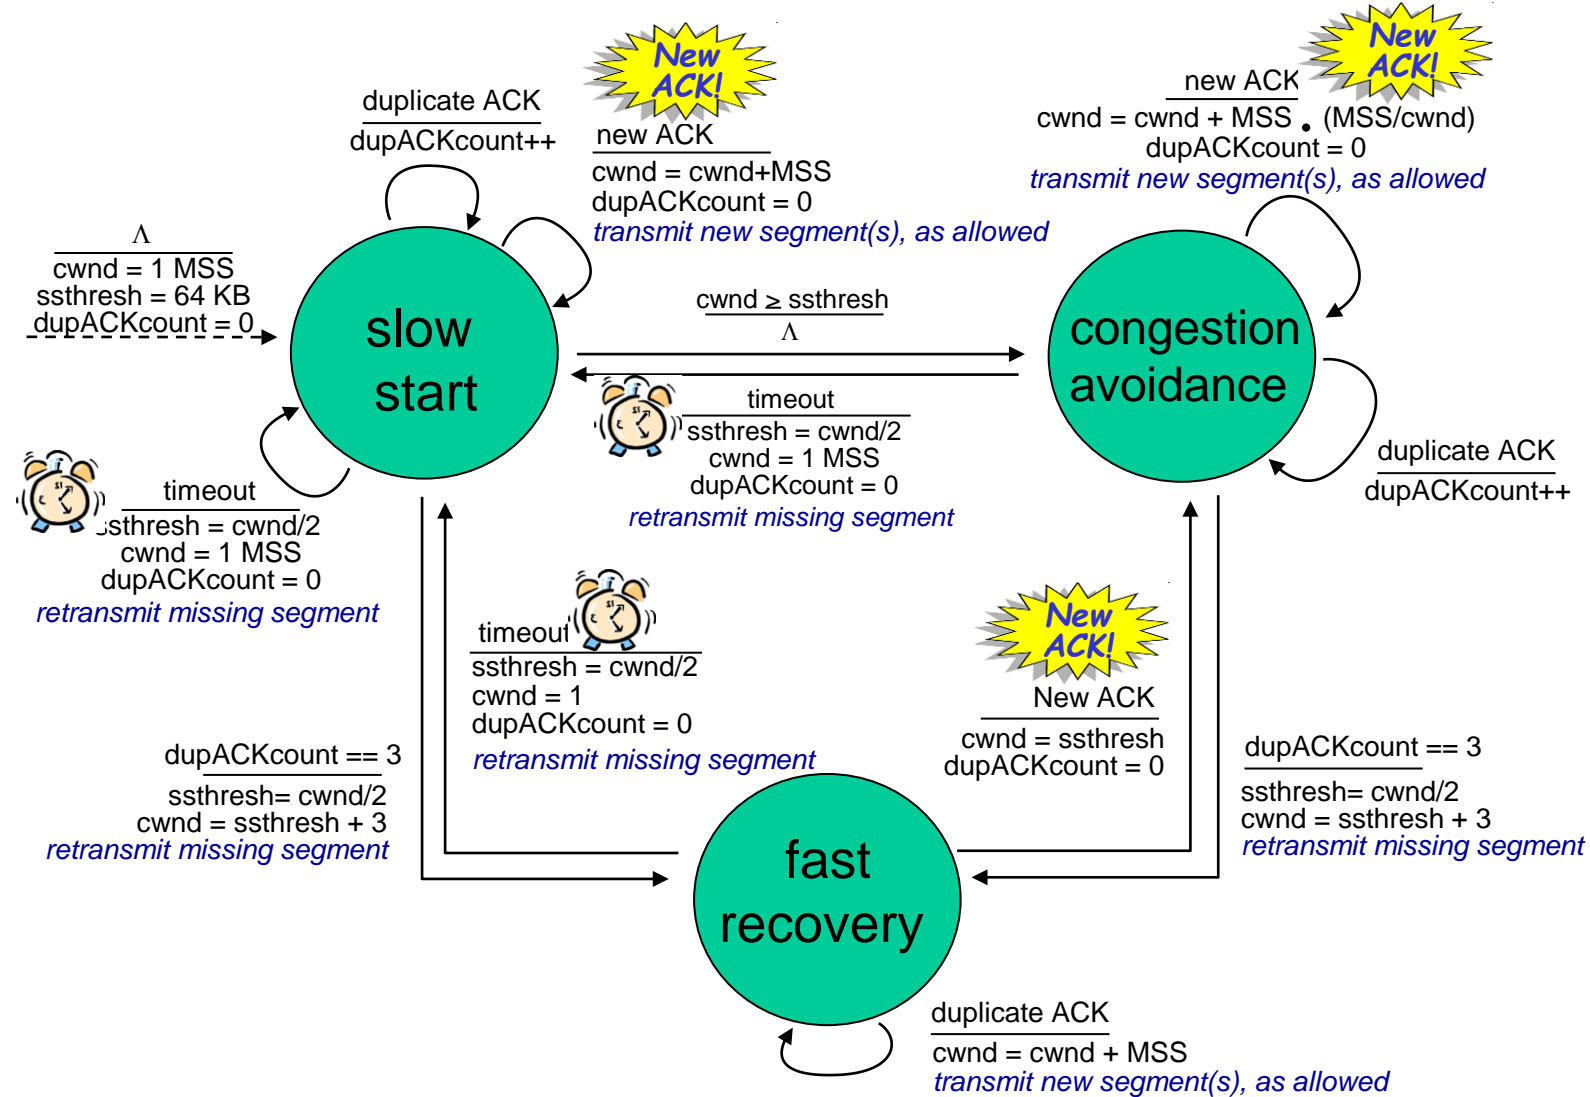 New
ACK!
duplicate ACK
dupACKcount++
new ACK
cwnd = cwnd+MSS
dupACKcount = 0
transmit new segment(s), as allowed
New
ACK!
new ACK
cwnd = cwnd + MSS • (MSS/cwnd)
dupACKcount = 0
transmit new segment(s), as allowed
Λ
cwnd = 1 MSS
ssthresh = 64 KB
dupACKcount = 0
slow
start
cwnd ≥ ssthresh
Λ
congestion
avoidance
timeout
ssthresh = cwnd/2
cwnd = 1 MSS
dupACKcount = 0
retransmit missing segment
duplicate ACK
dupACKcount++
timeout
ssthresh = cwnd/2
cwnd = 1 MSS
dupACKcount = 0
retransmit missing segment
timeout
ssthresh = cwnd/2
cwnd = 1
dupACKcount = 0
retransmit missing segment
New
ACK!
New ACK
cwnd = ssthresh
dupACKcount = 0
dupACKcount == 3
ssthresh= cwnd/2
cwnd = ssthresh + 3
retransmit missing segment
dupACKcount == 3
ssthresh= cwnd/2
cwnd = ssthresh + 3
retransmit missing segment
fast
recovery
duplicate ACK
cwnd = cwnd + MSS
transmit new segment(s), as allowed